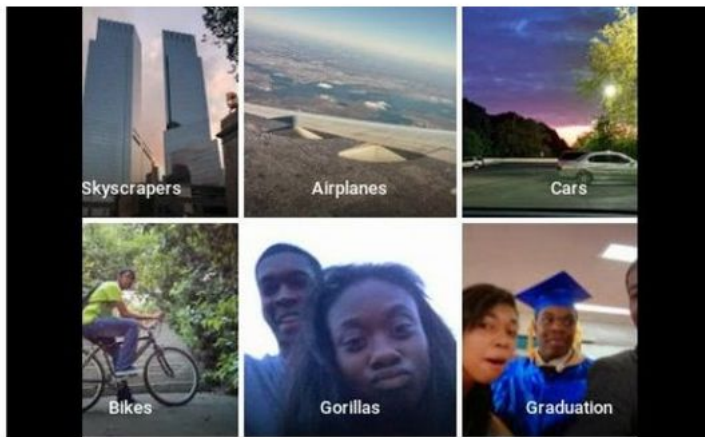 Skyscrapers
Airplanes
Cars
Bikes
Gorillas
Graduation